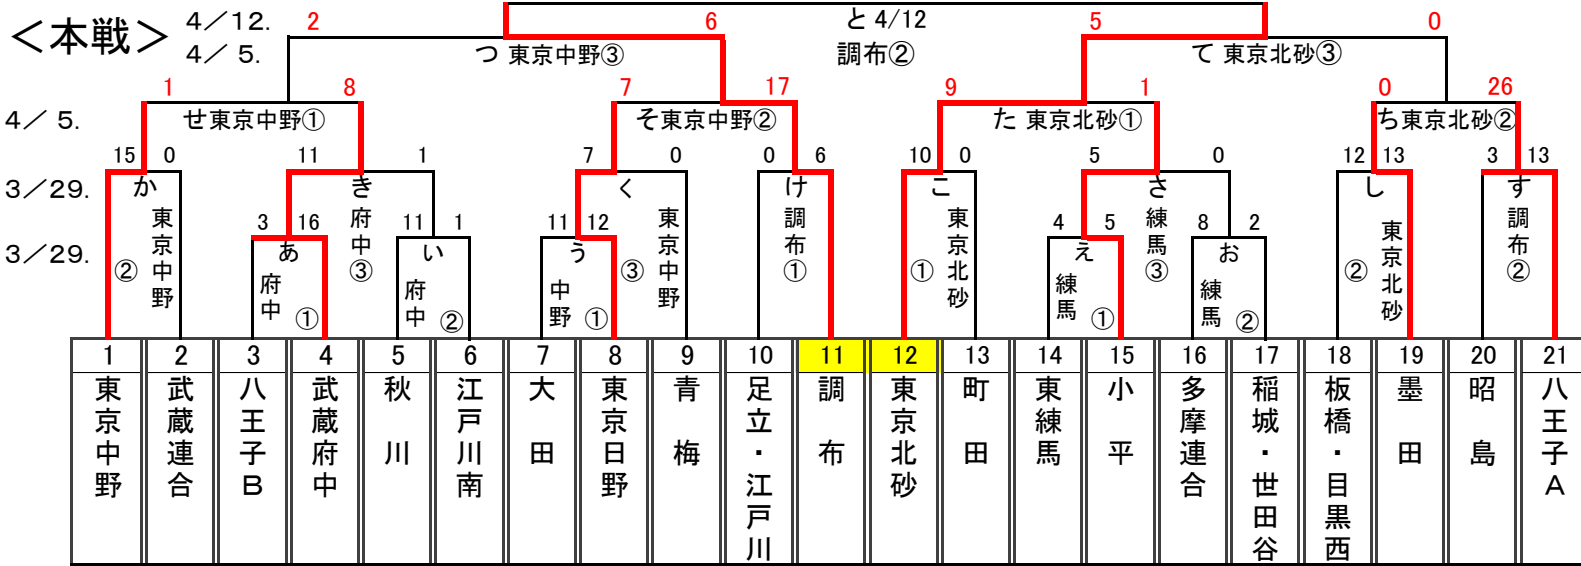 ＜本戦＞
4／12. 2 6 と 4/12 5 0
4／ 5. つ 東京中野③ 調布② て 東京北砂③
1 8 7 17 9 1 0 26
4／ 5. せ東京中野① そ東京中野② た 東京北砂① ち東京北砂②
15 0 11 1 7 0 0 6 10 0 5 0 12 13 3 13
3／29. か き く け こ さ し す
東京中野② 府中③ 東京中野③ 調布① 東京北砂① 練馬③ 東京北砂② 調布②
3 16 11 1 11 12 4 5 8 2
3／29. あ い う え お
府中① 府中② 中野① 練馬① 練馬②
1 2 3 4 5 6 7 8 9 10 11 12 13 14 15 16 17 18 19 20 21
東京中野
武蔵連合
八王子B
武蔵府中
秋川
江戸川南
大田
東京日野
青梅
足立・江戸川
調布
東京北砂
町田
東練馬
小平
多摩連合
稲城・世田谷
板橋・目黒西
墨田
昭島
八王子A